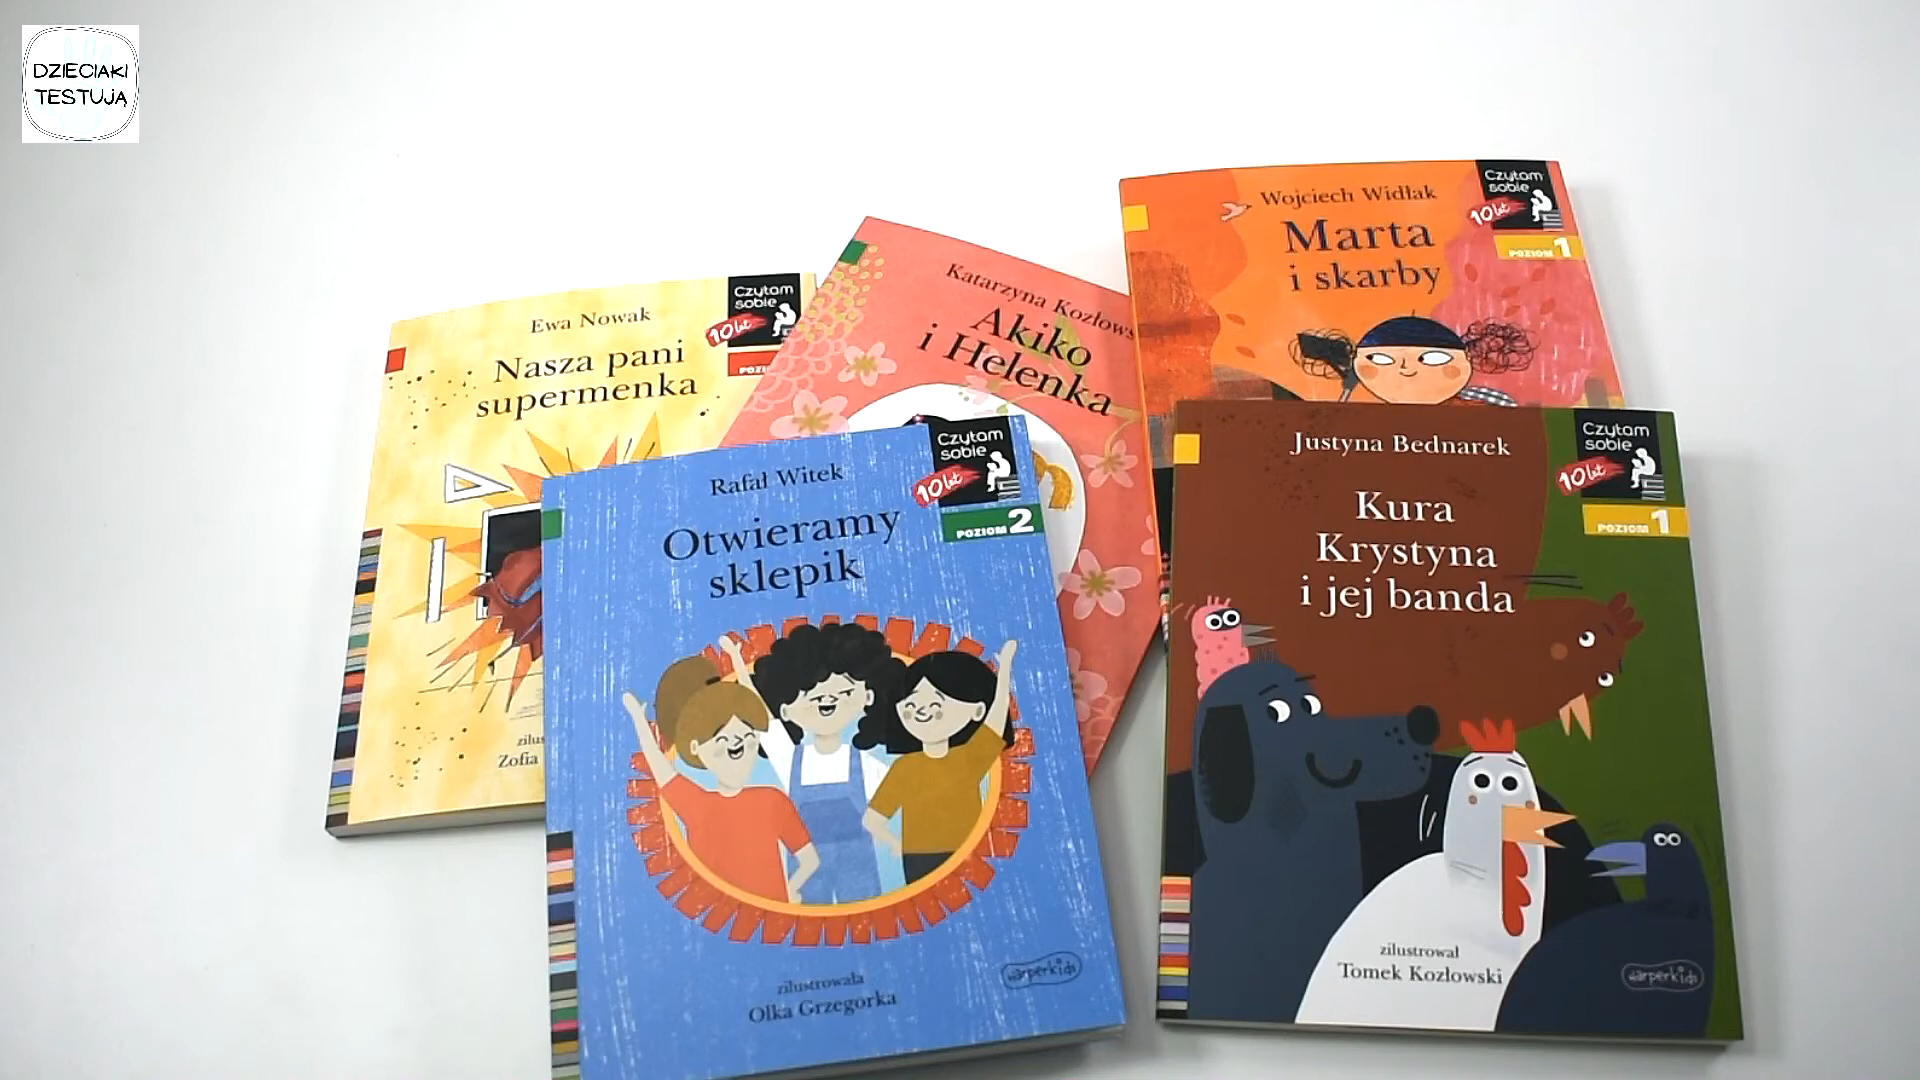 DZIECIAKI
TESTUJĄ
Ewa Nowak
Nasza pani
supermenka
Czytam
sobie
10 lat
zilus
Zofia
Katarzyna Kozłows
Akiko
i Helenka
Wojciech Widłak
Marta
i skarby
Czytam
sobie
10 lat
POZIOM 1
Rafał Witek
Otwieramy
sklepik
Czytam
sobie
10 lat
POZIOM 2
zilustrowała
Olka Grzegorka
harperkids
Justyna Bednarek
Kura
Krystyna
i jej banda
Czytam
sobie
10 lat
POZIOM 1
zilustrował
Tomek Kozłowski
harperkids